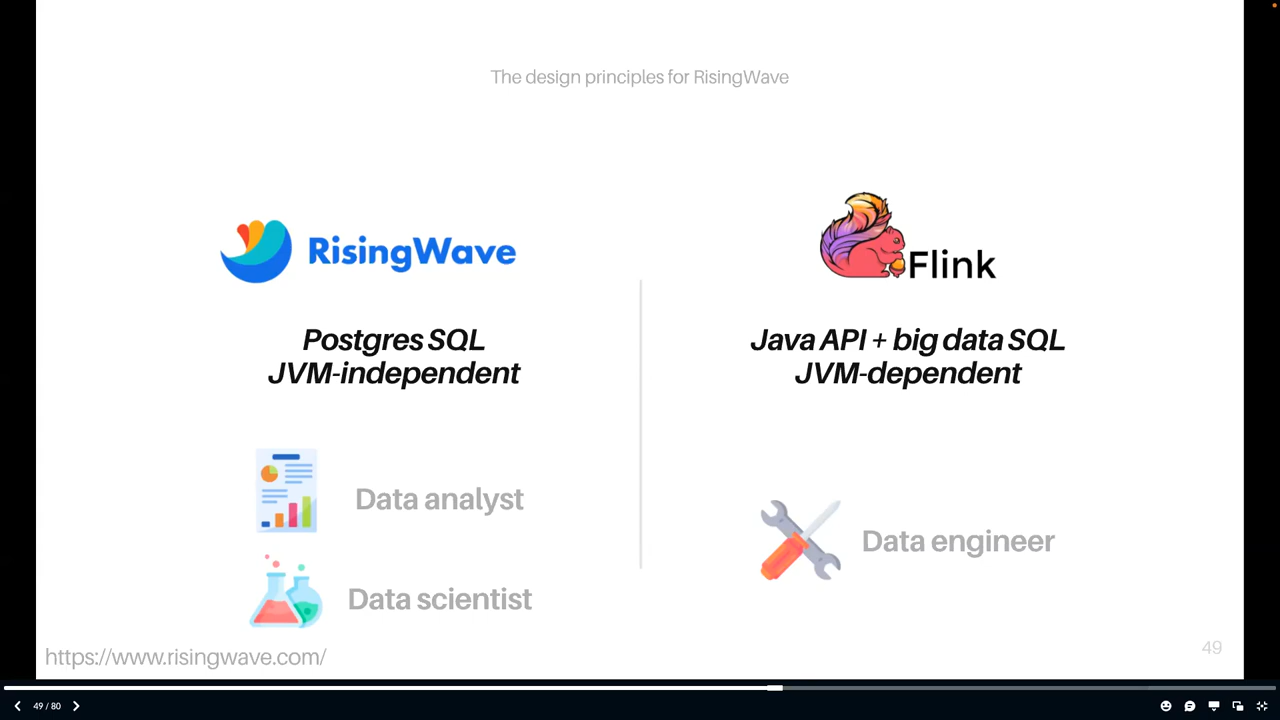 The design principles for RisingWave
RisingWave
Postgres SQL
JVM-independent
Data analyst
Data scientist
Flink
Java API + big data SQL
JVM-dependent
Data engineer
https://www.risingwave.com/
49
49 / 80